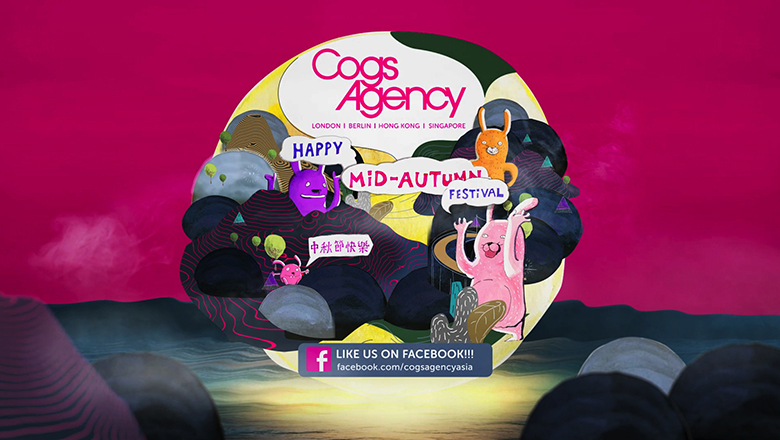 Cogs
Agency
LONDON | BERLIN | HONG KONG | SINGAPORE
HAPPY
MiD-AUTUMN
FESTIVAL
中秋節快樂
f LIKE US ON FACEBOOK!!!
facebook.com/cogsagencyasia